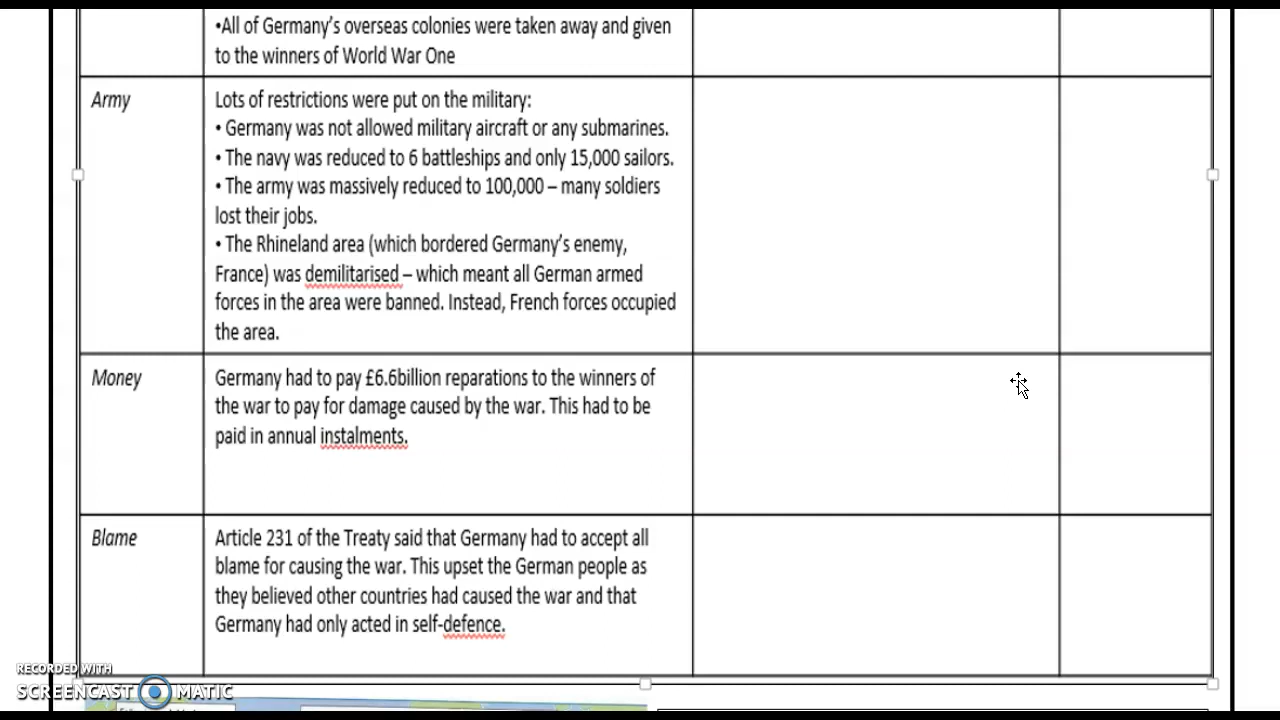 •All of Germany's overseas colonies were taken away and given
to the winners of World War One
Army
Lots of restrictions were put on the military:
• Germany was not allowed military aircraft or any submarines.
• The navy was reduced to 6 battleships and only 15,000 sailors.
• The army was massively reduced to 100,000 – many soldiers
lost their jobs.
• The Rhineland area (which bordered Germany's enemy,
France) was demilitarised – which meant all German armed
forces in the area were banned. Instead, French forces occupied
the area.
Money
Germany had to pay £6.6billion reparations to the winners of
the war to pay for damage caused by the war. This had to be
paid in annual instalments.
Blame
Article 231 of the Treaty said that Germany had to accept all
blame for causing the war. This upset the German people as
they believed other countries had caused the war and that
Germany had only acted in self-defence.
RECORDED WITH
SCREENCAST MATIC